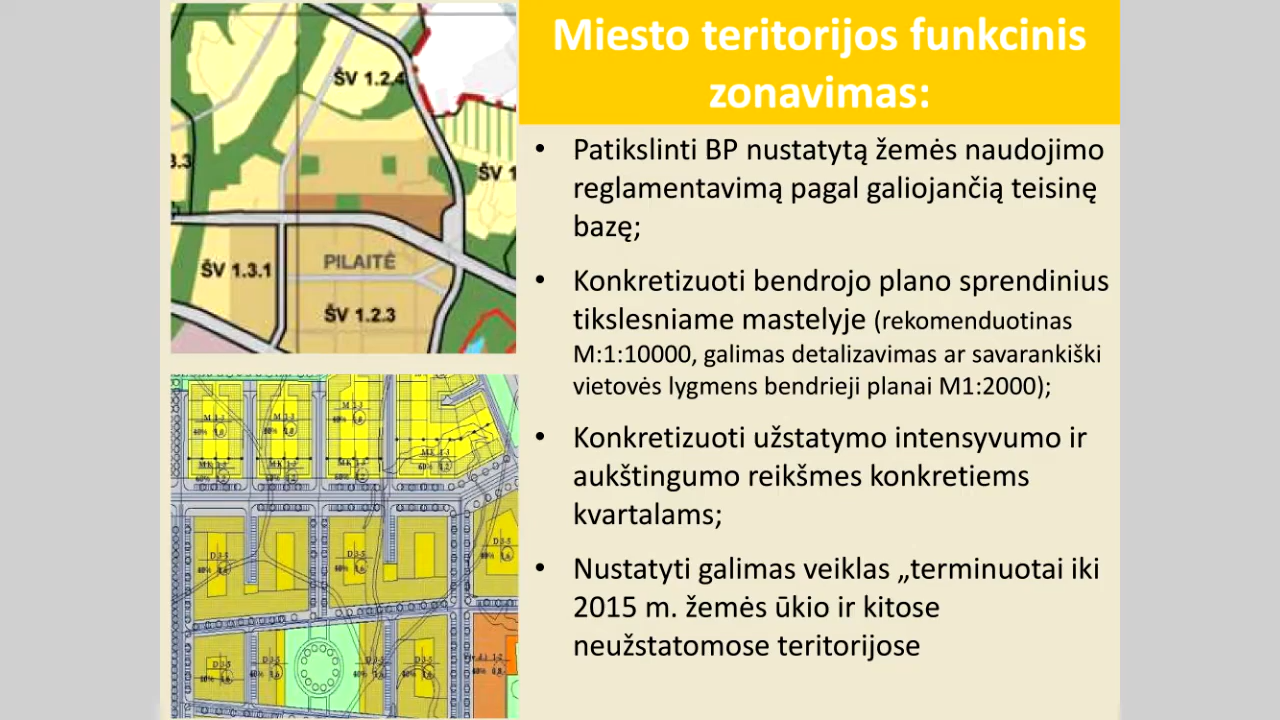 Miesto teritorijos funkcinis
zonavimas:
• Patikslinti BP nustatytą žemės naudojimo
reglamentavimą pagal galiojančią teisinę
bazę;
• Konkretizuoti bendrojo plano sprendinius
tikslesniame mastelyje (rekomenduotinas
M:1:10000, galimas detalizavimas ar savarankiški
vietovės lygmens bendrieji planai M1:2000);
• Konkretizuoti užstatymo intensyvumo ir
aukštingumo reikšmes konkretiems
kvartalams;
• Nustatyti galimas veiklas „terminuotai iki
2015 m. žemės ūkio ir kitose
neužstatomose teritorijose
ŠV 1.2.4
3.3
ŠV 1
ŠV 1.3.1
PILAITĖ
ŠV 1.2.3